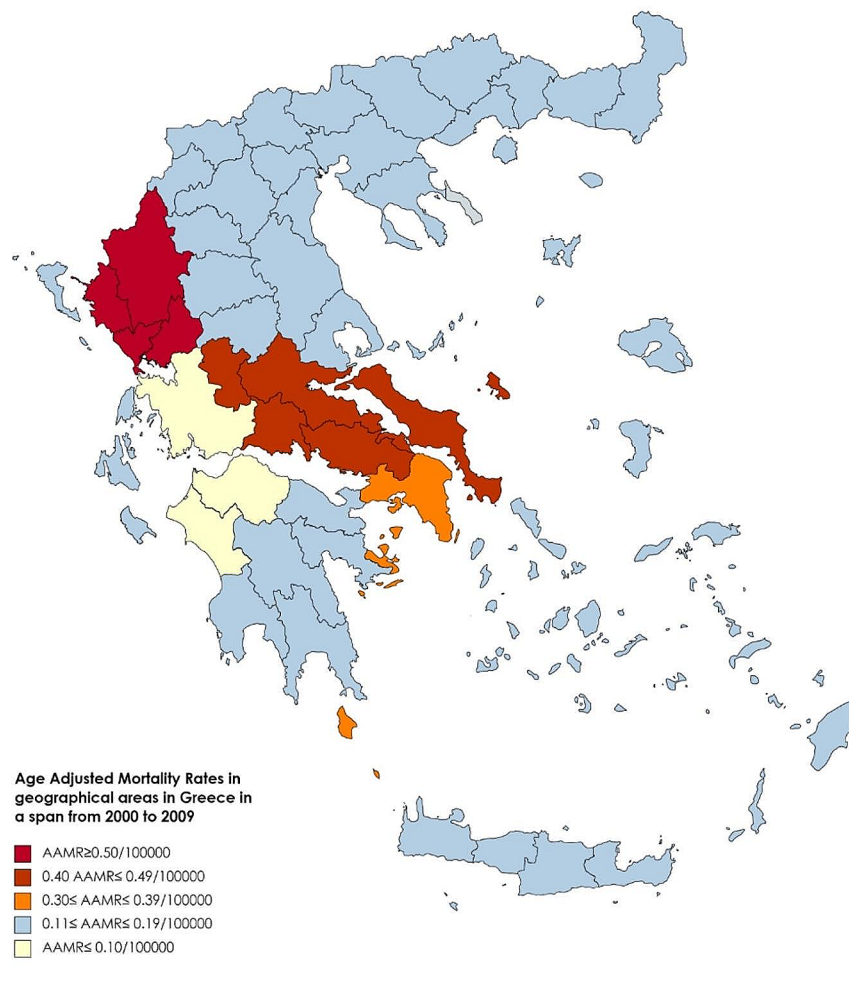 Age Adjusted Mortality Rates in
geographical areas in Greece in
a span from 2000 to 2009
AAMR≥0.50/100000
0.40 AAMR≤ 0.49/100000
0.30≤ AAMR≤ 0.39/100000
0.11≤ AAMR≤ 0.19/100000
AAMR≤ 0.10/100000